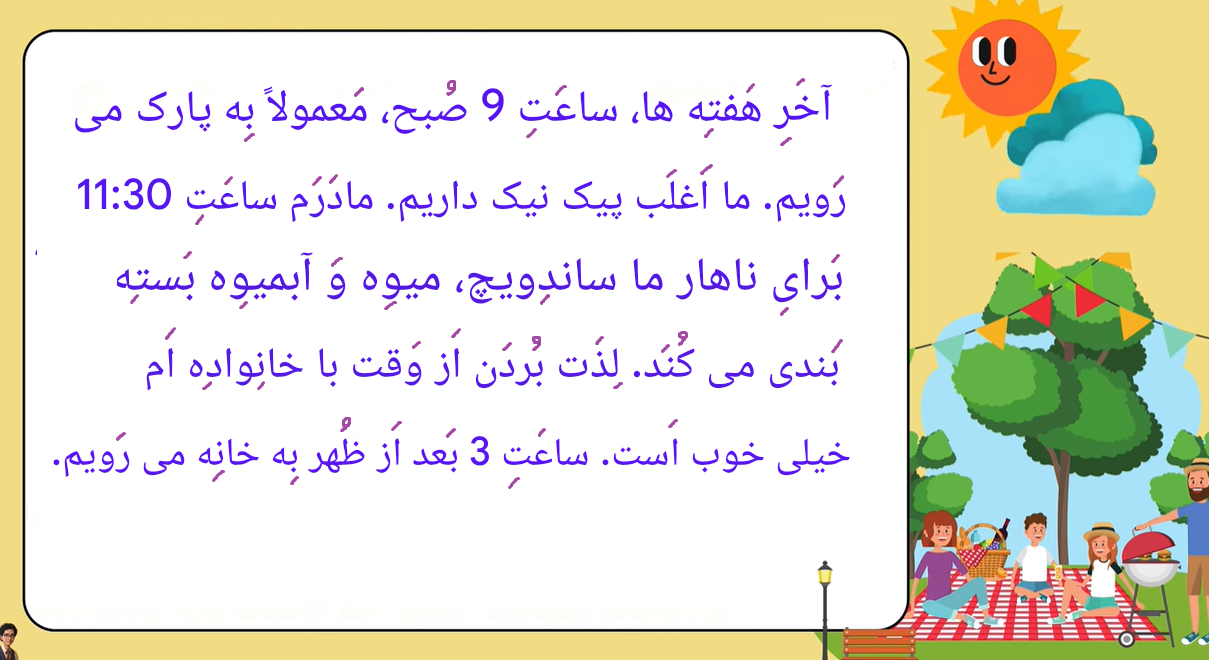 آخَرِ هَفتِه ها، ساعَتِ 9 صُبح، مَعمولاً بِه پارک می
رَویم. ما اَغلَب پیک نیک داریم. مادَرَم ساعَتِ 11:30
بَرایِ ناهار ما ساندِویچ، میوِه وَ آبمیوِه بَستِه
بَندی می کُنَد. لِذَت بُردَن اَز وَقت با خانِوادِه اَم
خیلی خوب اَست. ساعَتِ 3 بَعد اَز ظُهر بِه خانِه می رَویم.